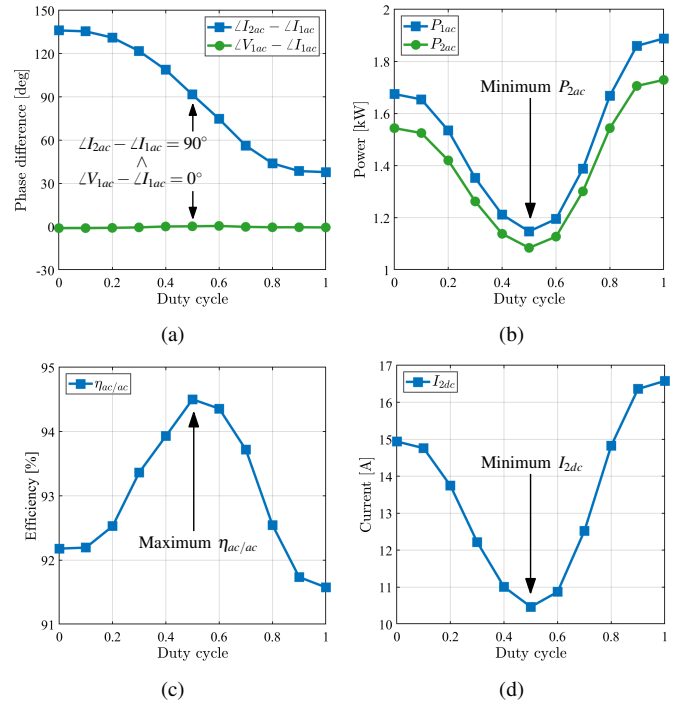 150
120
90
60
30
0
-30
Phase difference [deg]
∠I2ac − ∠I1ac
∠V1ac − ∠I1ac
∠I2ac − ∠I1ac = 90°
∧
∠V1ac − ∠I1ac = 0°
0 0.2 0.4 0.6 0.8 1
Duty cycle
(a)
2
1.8
1.6
1.4
1.2
1
Power [kW]
P1ac
P2ac
Minimum P2ac
0 0.2 0.4 0.6 0.8 1
Duty cycle
(b)
95
94
93
92
91
Efficiency [%]
ηac/ac
Maximum ηac/ac
0 0.2 0.4 0.6 0.8 1
Duty cycle
(c)
17
16
15
14
13
12
11
10
Current [A]
I2dc
Minimum I2dc
0 0.2 0.4 0.6 0.8 1
Duty cycle
(d)